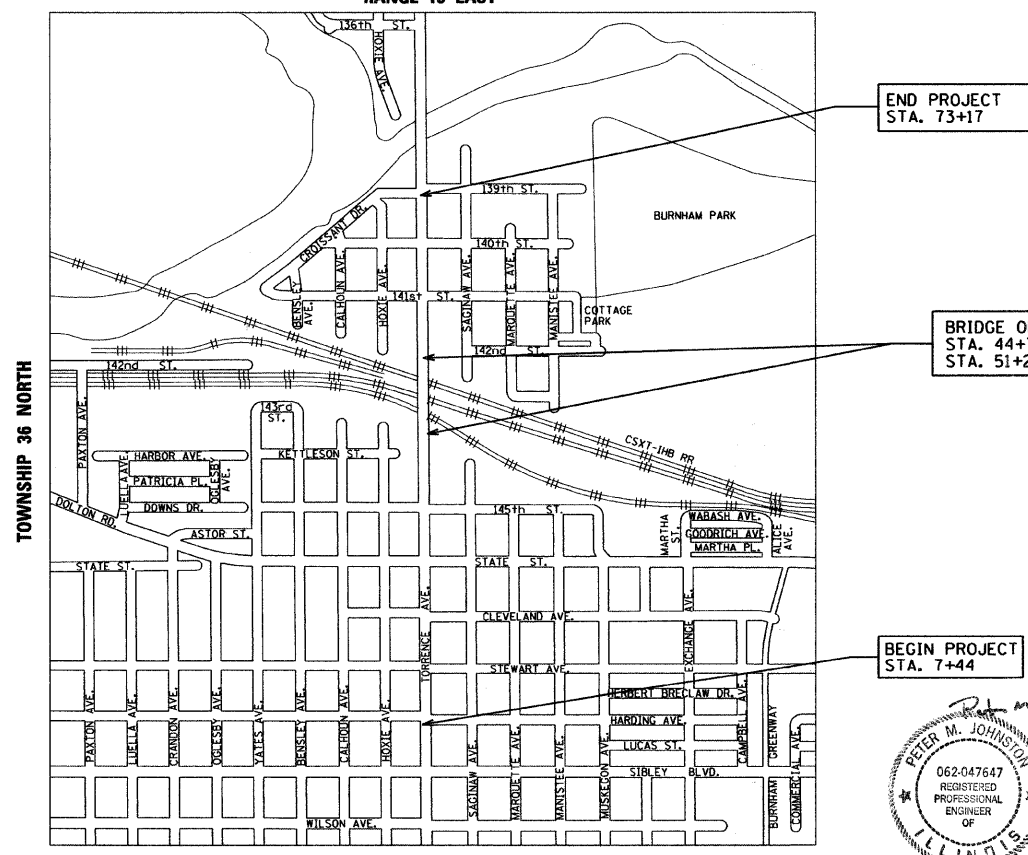 136th ST.
HOXIE AVE.
END PROJECT
STA. 73+17
139th ST.
CROISSANT DR.
BURNHAM PARK
140th ST.
BENSLEY AVE.
CALHOUN AVE.
HOXIE AVE.
SAGINAW AVE.
MARQUETTE AVE.
MANISTEE AVE.
141st ST.
COTTAGE PARK
BRIDGE
STA. 44+
STA. 51+2
142nd ST.
142nd ST.
TOWNSHIP 36 NORTH
PAXTON AVE.
143rd ST.
CSXT-IHB RR
KETTLESON ST.
HARBOR AVE.
LUELLA AVE.
PATRICIA PL.
OGLESBY AVE.
DOWNS DR.
DOLTON RD.
ASTOR ST.
145th ST.
MARTHA ST.
WABASH AVE.
GOODRICH AVE.
MARTHA PL.
ALICE AVE.
STATE ST.
STATE ST.
TORRENCE AVE.
CLEVELAND AVE.
EXCHANGE AVE.
STEWART AVE.
BEGIN PROJECT
STA. 7+44
HERBERT BRECLAW DR.
HARDING AVE.
LUCAS ST.
SIBLEY BLVD.
PAXTON AVE.
LUELLA AVE.
CRANDON AVE.
OGLESBY AVE.
YATES AVE.
BENSLEY AVE.
CALHOUN AVE.
HOXIE AVE.
SAGINAW AVE.
MARQUETTE AVE.
MANISTEE AVE.
MUSKEGON AVE.
CAMPBELL AVE.
BURNHAM GREENWAY
COMMERCIAL AVE.
WILSON AVE.
PETER M. JOHNSTON
062-047647
REGISTERED
PROFESSIONAL
ENGINEER
OF
ILLINOIS